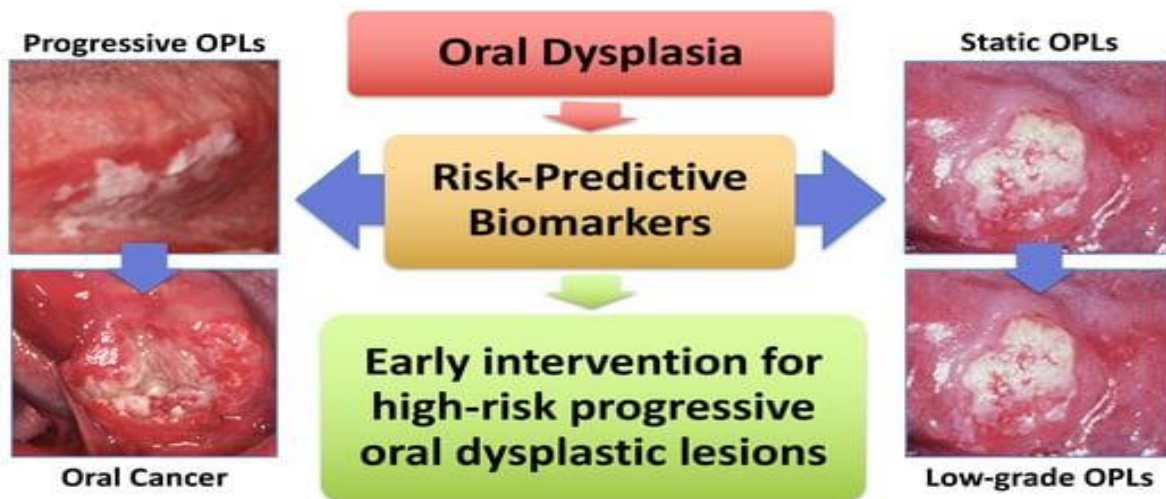 Progressive OPLs
Oral Dysplasia
Static OPLs
Risk-Predictive
Biomarkers
Early intervention for
high-risk progressive
oral dysplastic lesions
Oral Cancer
Low-grade OPLs